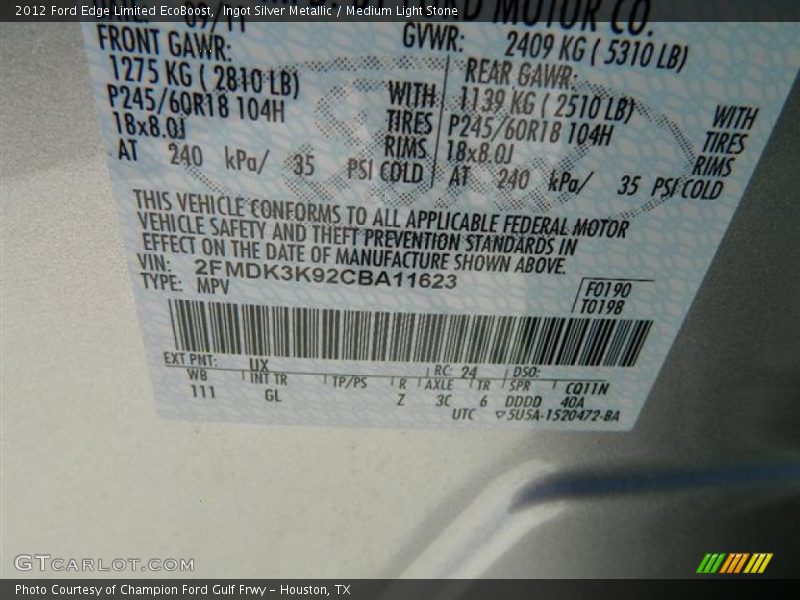 2012 Ford Edge Limited EcoBoost, Ingot Silver Metallic / Medium Light Stone
09/11 MOTOR CO.
FRONT GAWR: GVWR: 2409 KG ( 5310 LB)
1275 KG ( 2810 LB) REAR GAWR:
P245/60R18 104H WITH 1139 KG ( 2510 LB) WITH
18x8.0J TIRES P245/60R18 104H TIRES
RIMS 18x8.0J RIMS
AT 240 kPa/ 35 PSI COLD AT 240 kPa/ 35 PSI COLD
THIS VEHICLE CONFORMS TO ALL APPLICABLE FEDERAL MOTOR
VEHICLE SAFETY AND THEFT PREVENTION STANDARDS IN
EFFECT ON THE DATE OF MANUFACTURE SHOWN ABOVE.
VIN: 2FMDK3K92CBA11623
TYPE: MPV F0190
T0198
EXT PNT: UX RC: 24 DSO:
WB INT TR TP/PS R AXLE TR SPR CQ11N
111 GL Z 3C 6 DDDD 40A
UTC ▽5U5A-1520472-BA
GTCARLOT.COM
Photo Courtesy of Champion Ford Gulf Frwy – Houston, TX